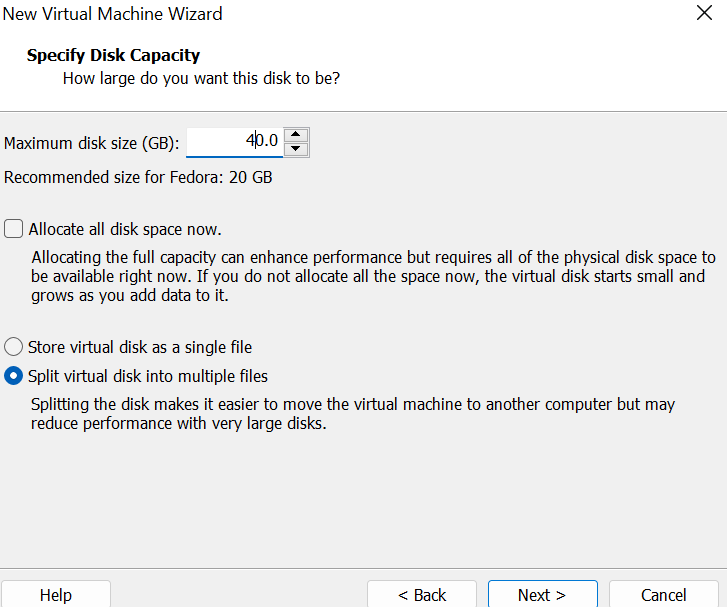 New Virtual Machine Wizard
Specify Disk Capacity
How large do you want this disk to be?
Maximum disk size (GB): 40.0
Recommended size for Fedora: 20 GB
Allocate all disk space now.
Allocating the full capacity can enhance performance but requires all of the physical disk space to
be available right now. If you do not allocate all the space now, the virtual disk starts small and
grows as you add data to it.
Store virtual disk as a single file
Split virtual disk into multiple files
Splitting the disk makes it easier to move the virtual machine to another computer but may
reduce performance with very large disks.
Help < Back Next > Cancel